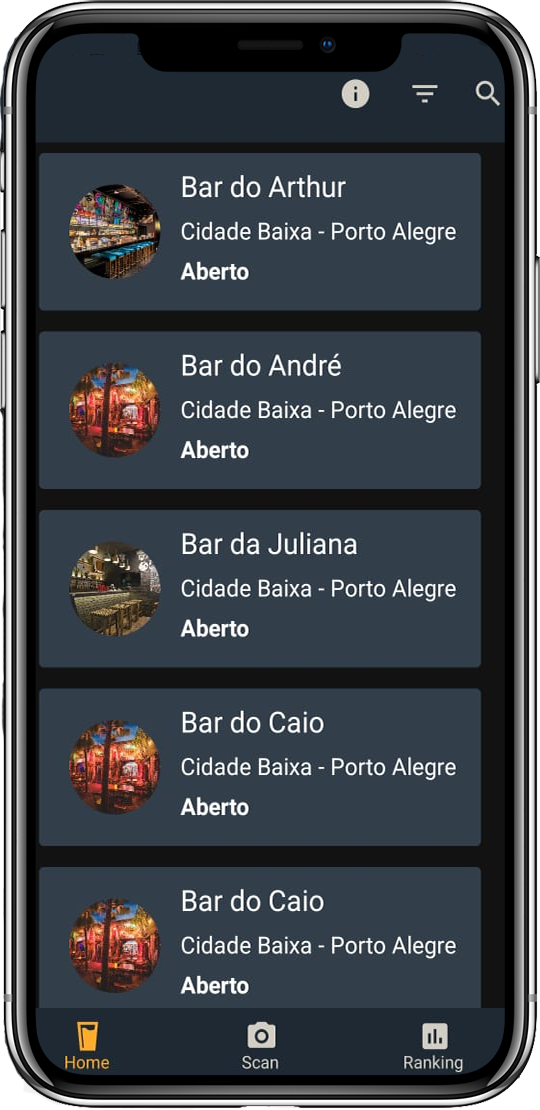 Bar do Arthur
Cidade Baixa - Porto Alegre
Aberto
Bar do André
Cidade Baixa - Porto Alegre
Aberto
Bar da Juliana
Cidade Baixa - Porto Alegre
Aberto
Bar do Caio
Cidade Baixa - Porto Alegre
Aberto
Bar do Caio
Cidade Baixa - Porto Alegre
Aberto
Home
Scan
Ranking